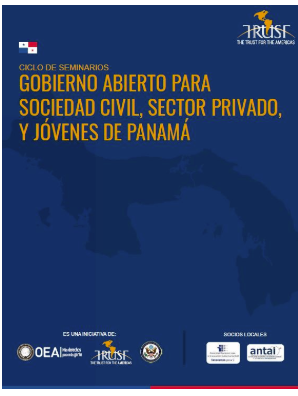 TRUST
THE TRUST FOR THE AMERICAS
CICLO DE SEMINARIOS
GOBIERNO ABIERTO PARA
SOCIEDAD CIVIL, SECTOR PRIVADO,
Y JÓVENES DE PANAMÁ
ES UNA INICIATIVA DE:
SOCIOS LOCALES
OEA
TRUST
THE TRUST FOR THE AMERICAS
antai